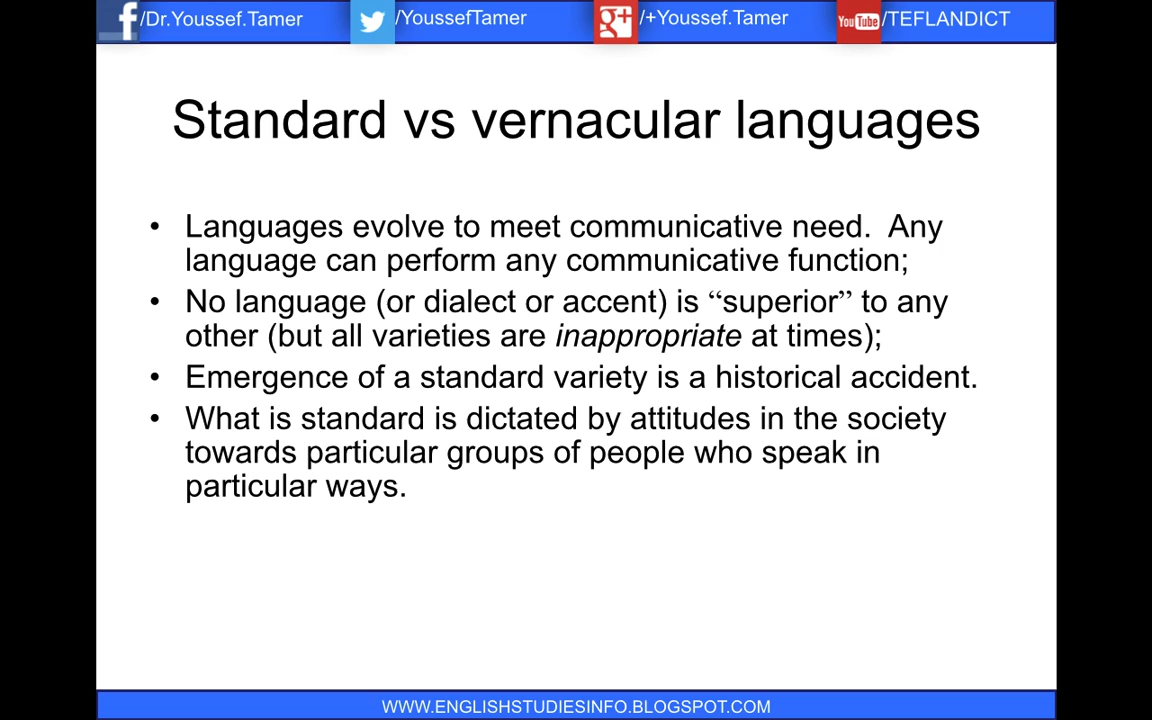 /Dr.Youssef.Tamer /YoussefTamer /+Youssef.Tamer You Tube /TEFLANDICT
Standard vs vernacular languages
• Languages evolve to meet communicative need.  Any
language can perform any communicative function;
• No language (or dialect or accent) is “superior” to any
other (but all varieties are inappropriate at times);
• Emergence of a standard variety is a historical accident.
• What is standard is dictated by attitudes in the society
towards particular groups of people who speak in
particular ways.
WWW.ENGLISHSTUDIESINFO.BLOGSPOT.COM